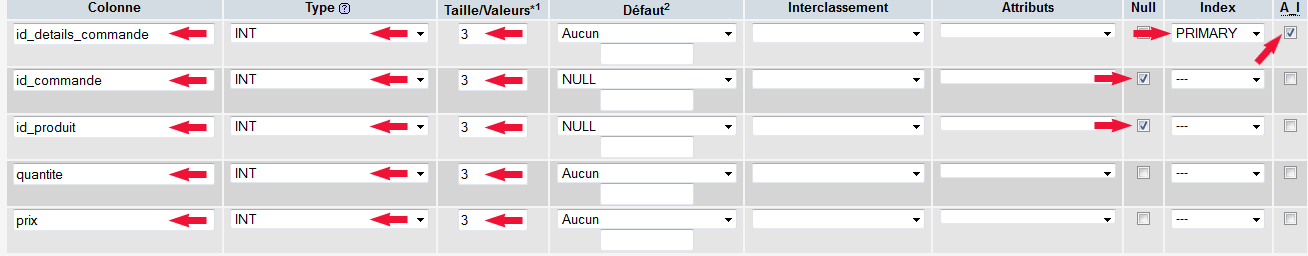 Colonne Type Taille/Valeurs*1 Défaut2 Interclassement Attributs Null Index A_I
id_details_commande INT 3 Aucun PRIMARY
id_commande INT 3 NULL ---
id_produit INT 3 NULL ---
quantite INT 3 Aucun ---
prix INT 3 Aucun ---